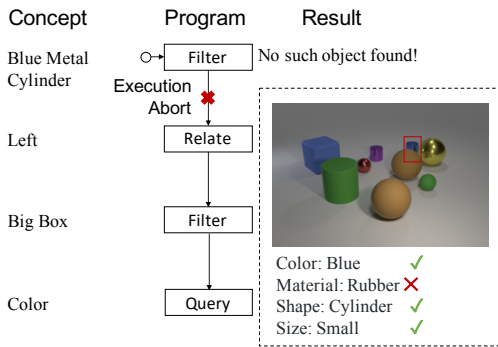 Concept Program Result
Blue Metal
Cylinder
Filter
No such object found!
Execution
Abort
Left
Relate
Big Box
Filter
Color
Query
Color: Blue
Material: Rubber
Shape: Cylinder
Size: Small